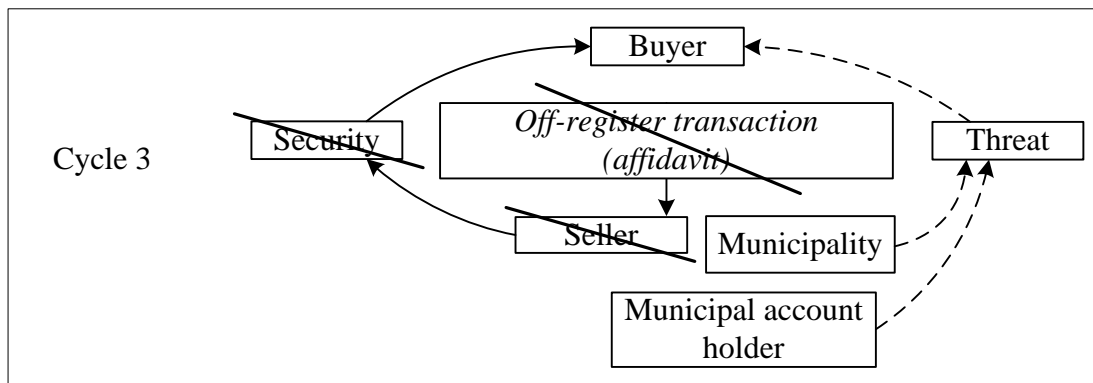 Buyer
Off-register transaction
(affidavit)
Security
Threat
Cycle 3
Seller
Municipality
Municipal account
holder